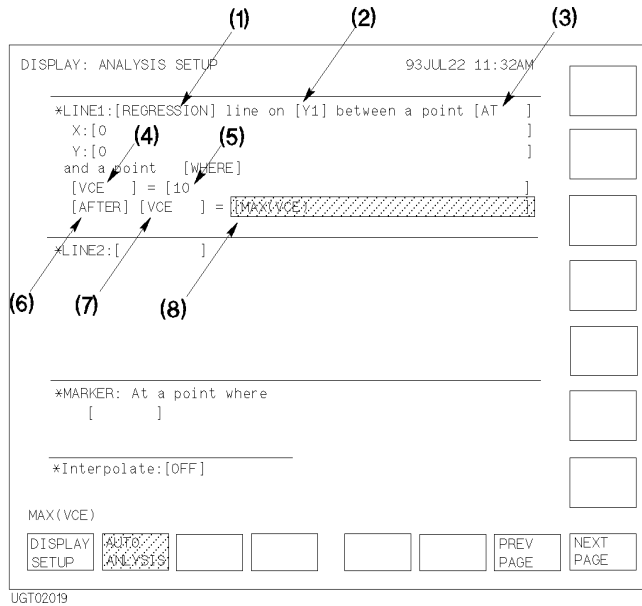 (1) (2) (3)
DISPLAY: ANALYSIS SETUP 93JUL22 11:32AM
*LINE1:[REGRESSION] line on [Y1] between a point [AT ]
X:[0 ]
(4) (5)
Y:[0 ]
and a point [WHERE]
[VCE ] = [10 ]
[AFTER] [VCE ] = [MAX(VCE) ]
*LINE2:[ ]
(6) (7) (8)
*MARKER: At a point where
[ ]
*Interpolate:[OFF]
MAX(VCE)
DISPLAY SETUP
AUTO ANLYSIS
PREV PAGE
NEXT PAGE
UGT02019